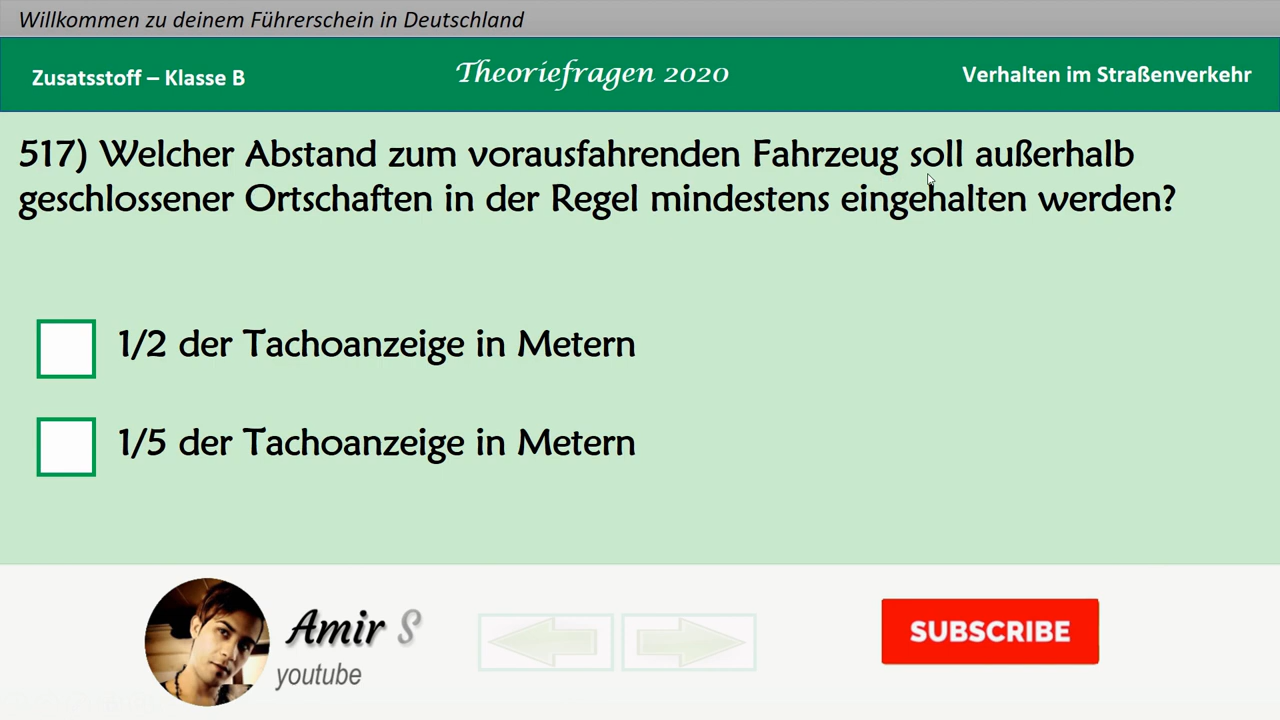 Willkommen zu deinem Führerschein in Deutschland
Zusatsstoff – Klasse B
Theoriefragen 2020
Verhalten im Straßenverkehr
517) Welcher Abstand zum vorausfahrenden Fahrzeug soll außerhalb
geschlossener Ortschaften in der Regel mindestens eingehalten werden?
1/2 der Tachoanzeige in Metern
1/5 der Tachoanzeige in Metern
Amir S
youtube
SUBSCRIBE